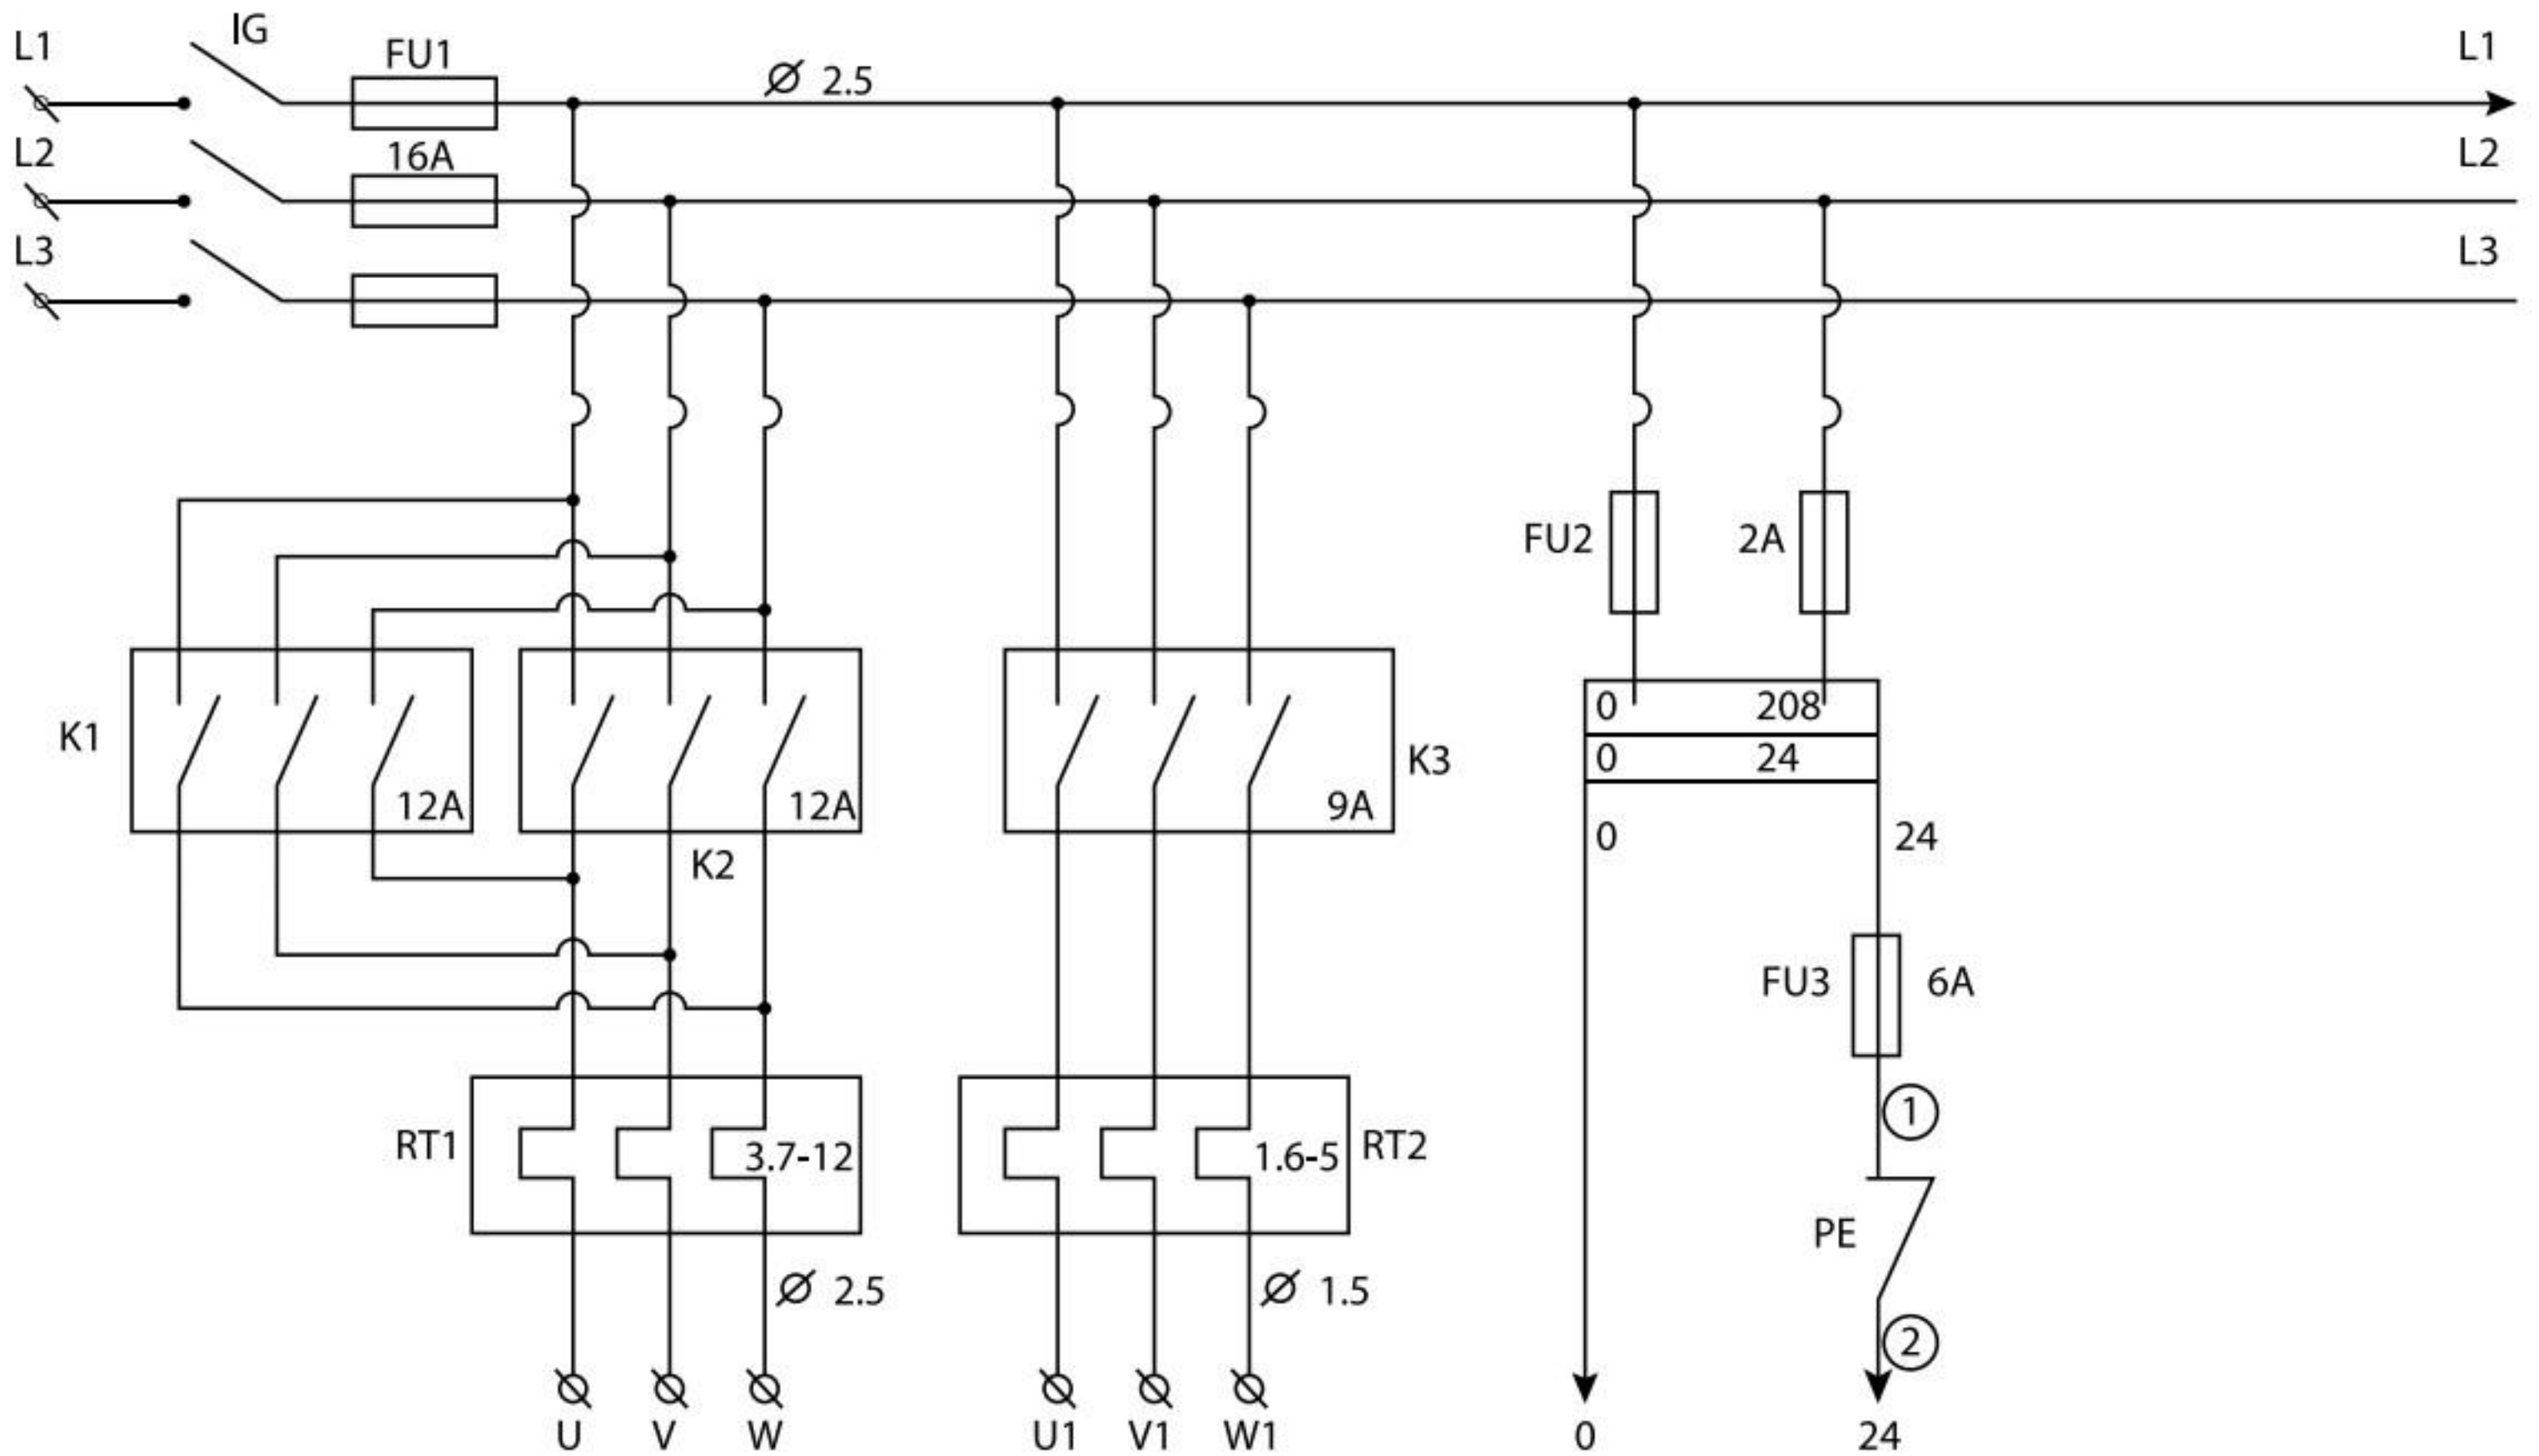 IG
L1
FU1
L1
⌀ 2.5
L2
16A
L2
L3
L3
FU2
2A
0
208
K1
K3
0
24
12A
12A
9A
0
24
K2
FU3
6A
1
RT1
3.7-12
1.6-5
RT2
PE
⌀ 2.5
⌀ 1.5
2
U
V
W
U1
V1
W1
0
24